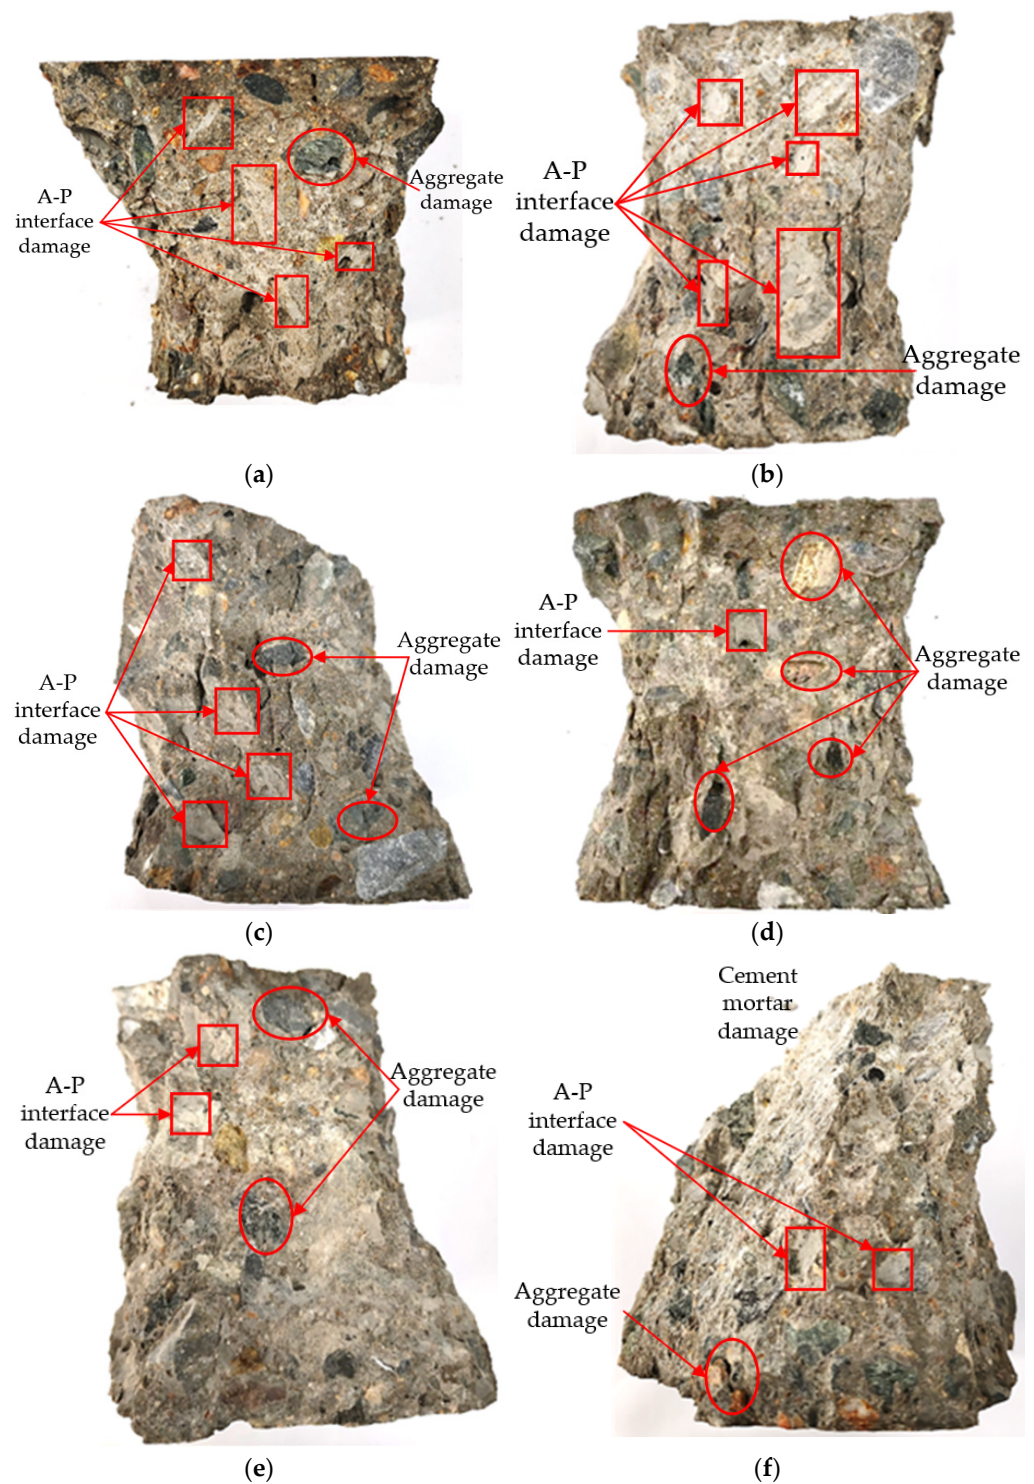 A-P
interface
damage
Aggregate
damage
(a)
A-P
interface
damage
Aggregate
damage
(b)
A-P
interface
damage
Aggregate
damage
(c)
A-P
interface
damage
Aggregate
damage
(d)
A-P
interface
damage
Aggregate
damage
(e)
Cement
mortar
damage
A-P
interface
damage
Aggregate
damage
(f)